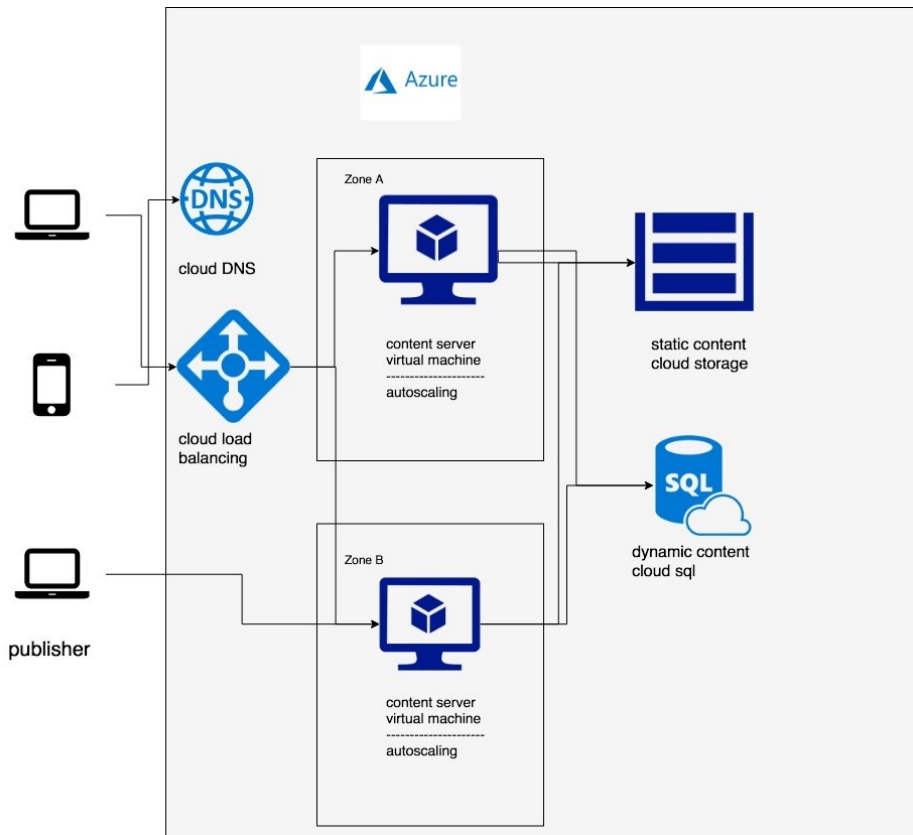 Azure
Zone A
DNS
cloud DNS
content server
virtual machine
---------------------
autoscaling
static content
cloud storage
cloud load
balancing
SQL
dynamic content
cloud sql
Zone B
publisher
content server
virtual machine
---------------------
autoscaling